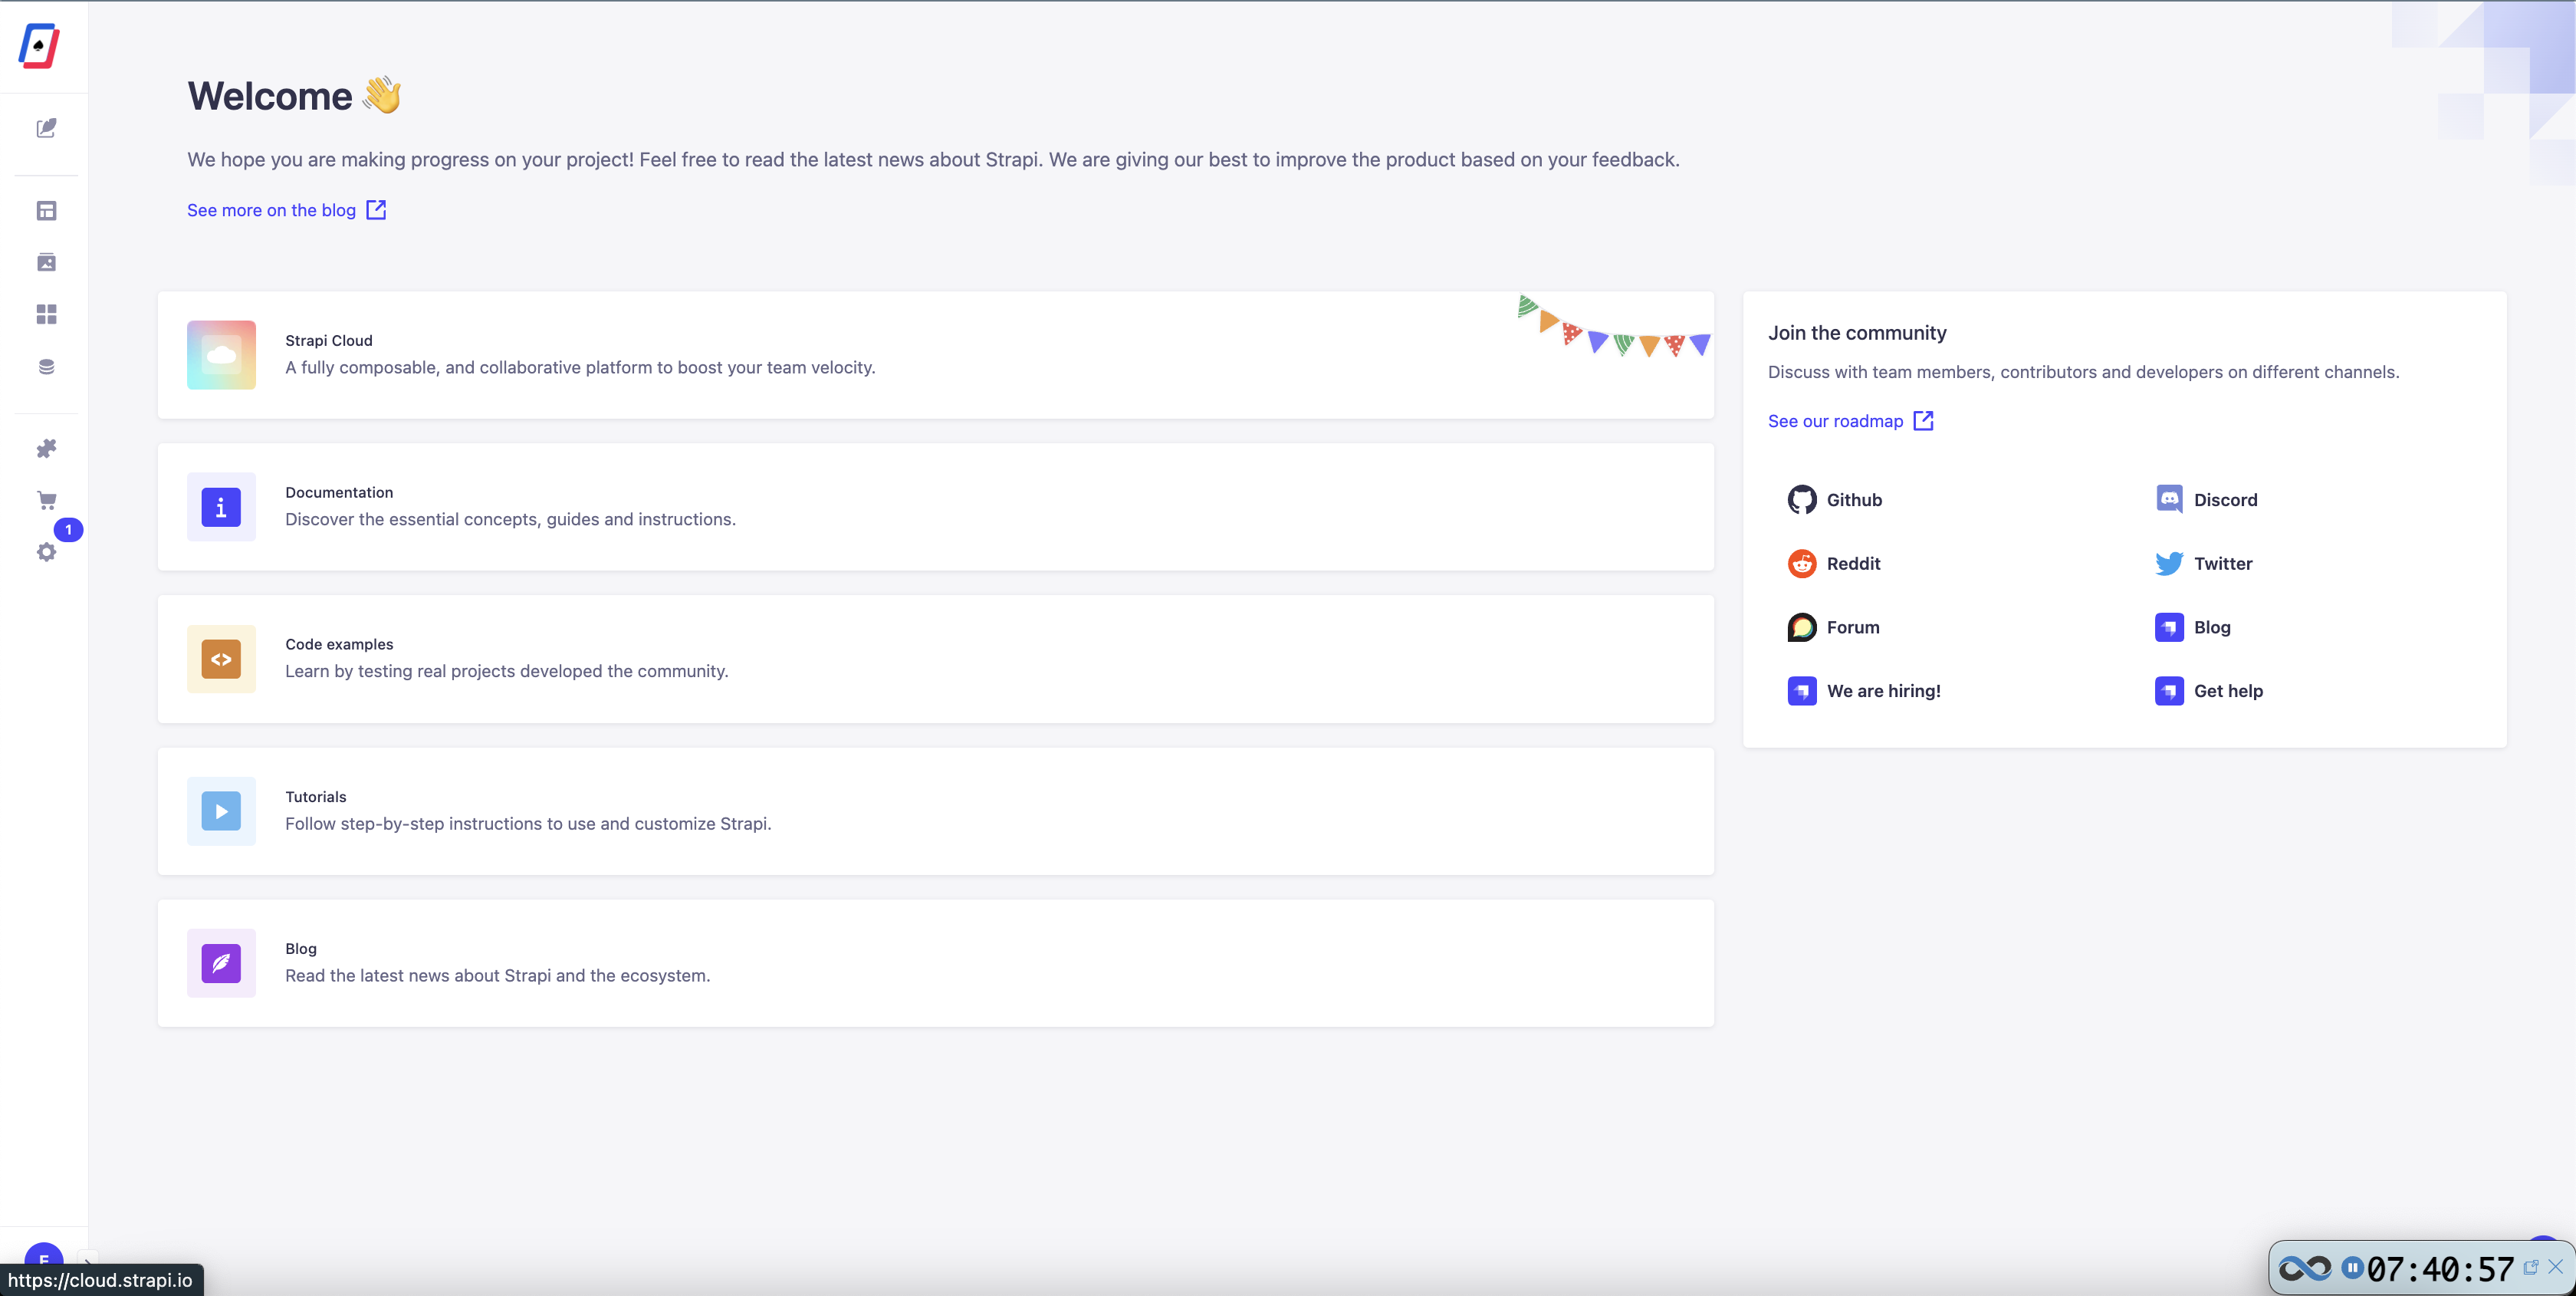 Welcome 👋
We hope you are making progress on your project! Feel free to read the latest news about Strapi. We are giving our best to improve the product based on your feedback.
See more on the blog
Strapi Cloud
A fully composable, and collaborative platform to boost your team velocity.
Documentation
Discover the essential concepts, guides and instructions.
Code examples
Learn by testing real projects developed the community.
Tutorials
Follow step-by-step instructions to use and customize Strapi.
Blog
Read the latest news about Strapi and the ecosystem.
Join the community
Discuss with team members, contributors and developers on different channels.
See our roadmap
Github
Discord
Reddit
Twitter
Forum
Blog
We are hiring!
Get help
1
https://cloud.strapi.io
07:40:57